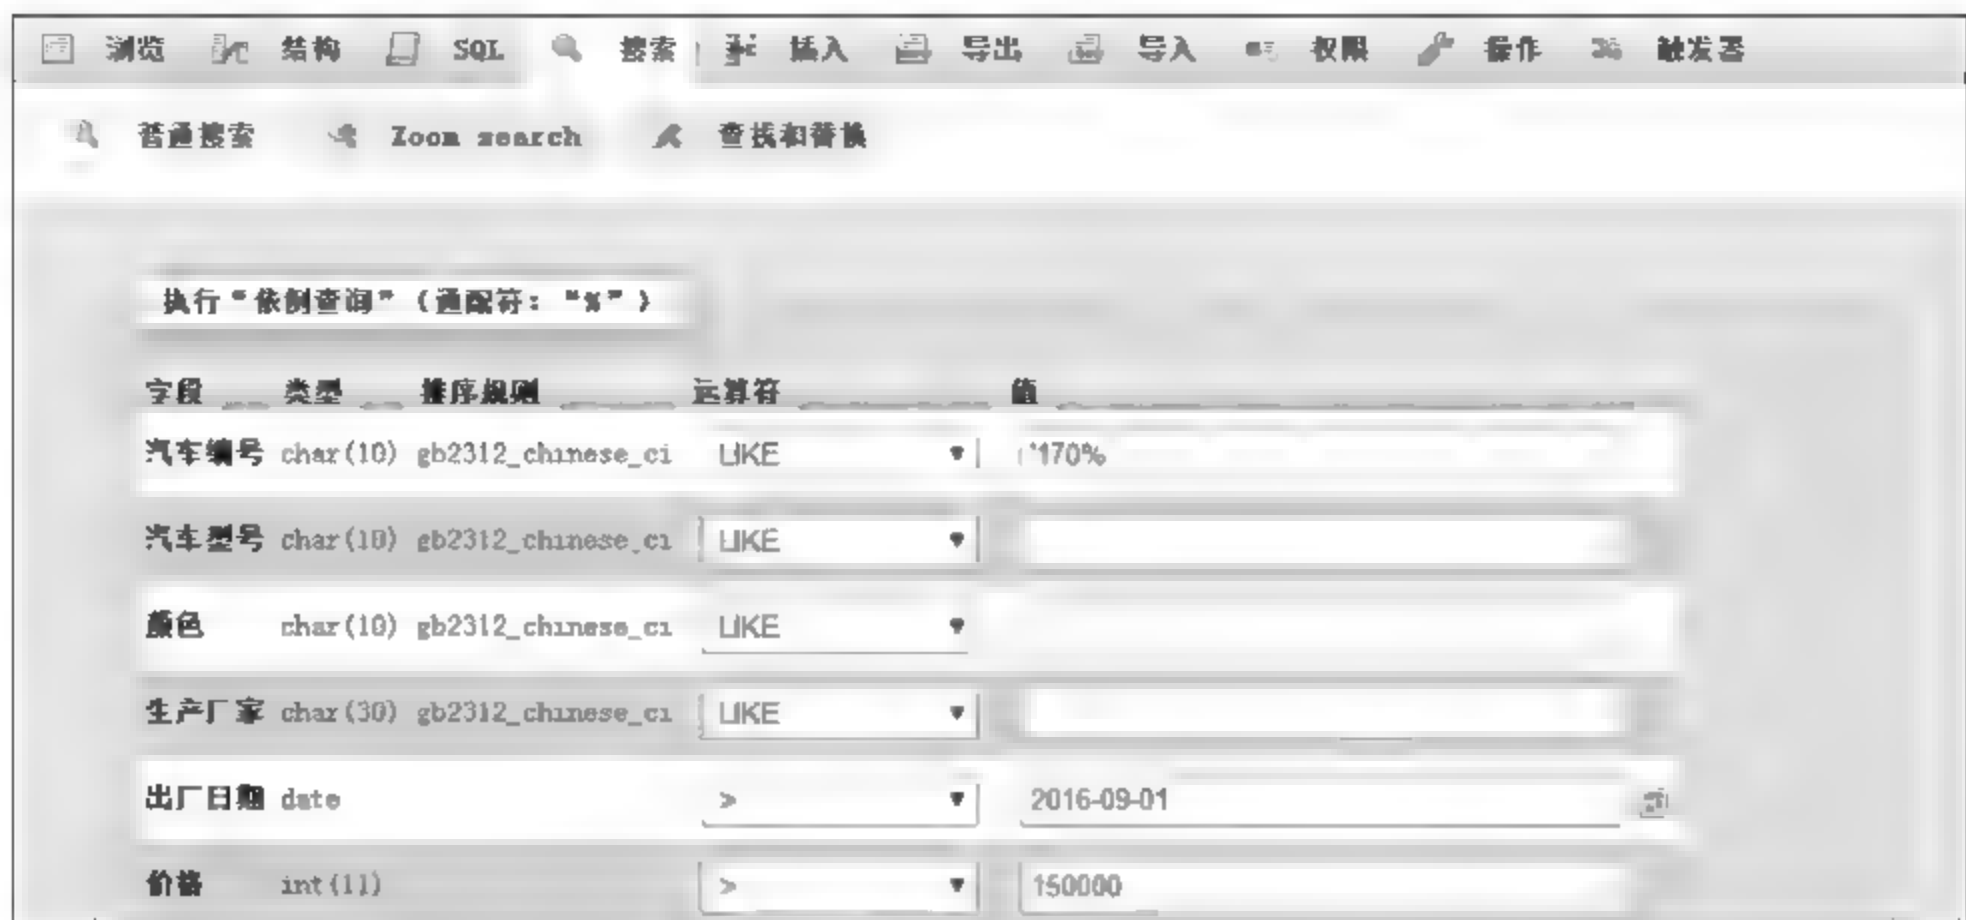 浏览 结构 SQL 搜索 插入 导出 导入 权限 操作 触发器
普通搜索 Zoom search 查找和替换
执行“依例查询”(通配符:“%”)
字段 类型 排序规则 运算符 值
汽车编号 char(10) gb2312_chinese_ci LIKE "170%
汽车型号 char(10) gb2312_chinese_ci LIKE
颜色 char(10) gb2312_chinese_ci LIKE
生产厂家 char(30) gb2312_chinese_ci LIKE
出厂日期 date > 2016-09-01
价格 int(11) > 150000